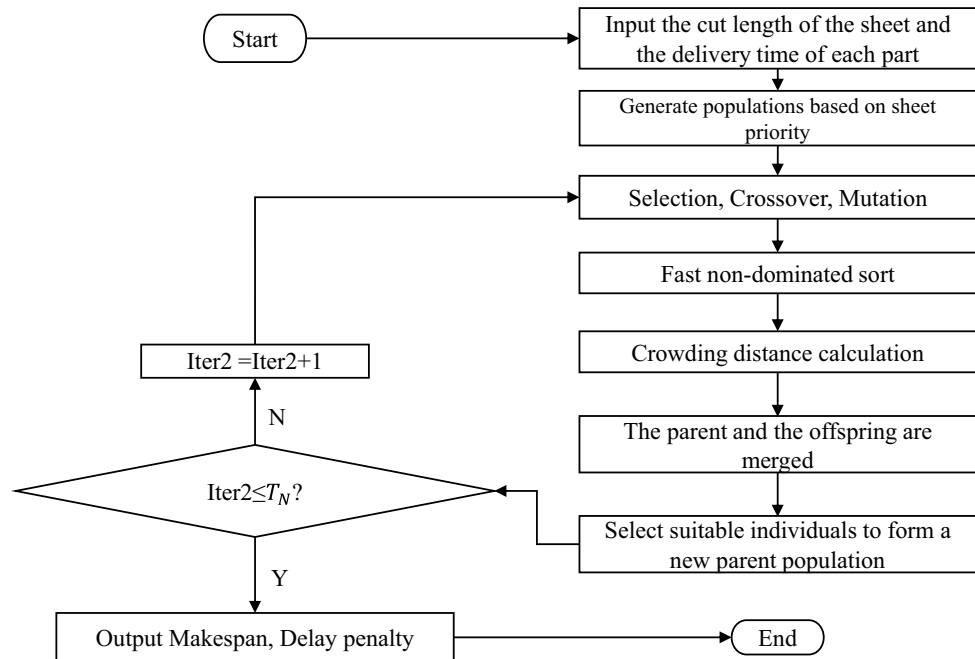 Start
Input the cut length of the sheet and
the delivery time of each part
Generate populations based on sheet
priority
Selection, Crossover, Mutation
Fast non-dominated sort
Crowding distance calculation
The parent and the offspring are
merged
Select suitable individuals to form a
new parent population
Iter2 =Iter2+1
N
Iter2≤T_N?
Y
Output Makespan, Delay penalty
End